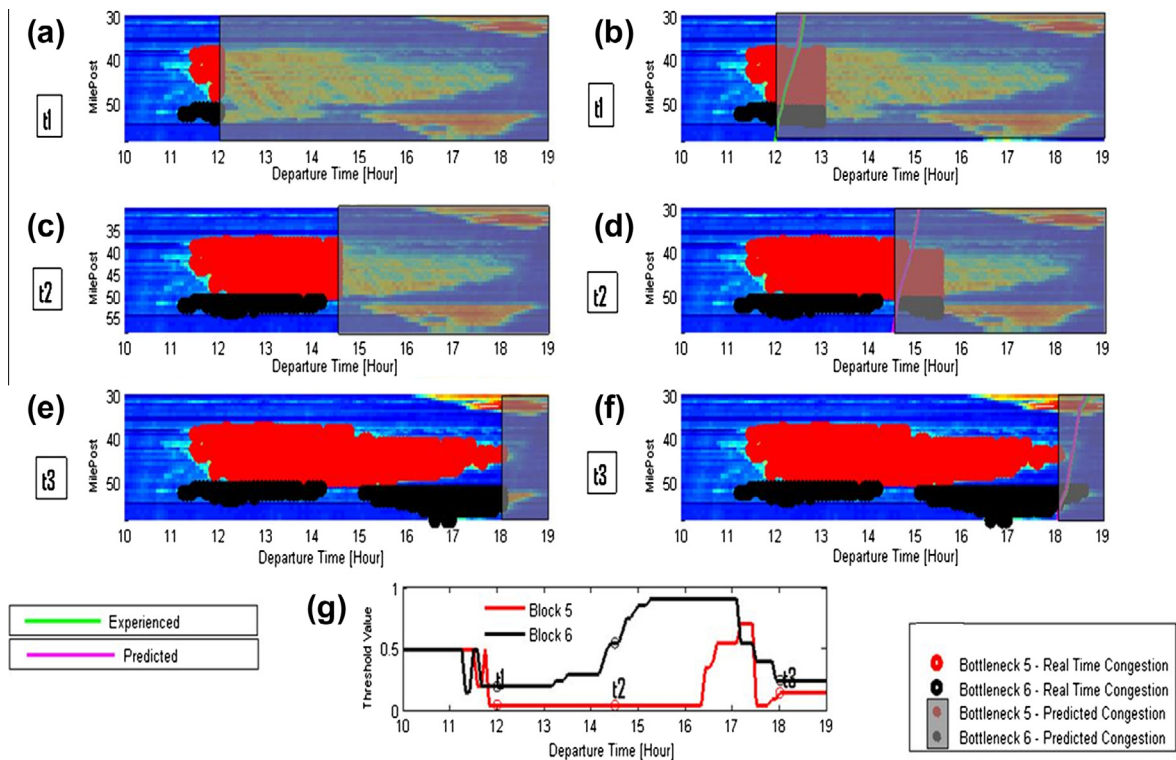 (a)
t1
MilePost
30
40
50
10 11 12 13 14 15 16 17 18 19
Departure Time [Hour]
(b)
t1
MilePost
30
40
50
10 11 12 13 14 15 16 17 18 19
Departure Time [Hour]
(c)
t2
MilePost
35
40
45
50
55
10 11 12 13 14 15 16 17 18 19
Departure Time [Hour]
(d)
t2
MilePost
30
40
50
10 11 12 13 14 15 16 17 18 19
Departure Time [Hour]
(e)
t3
MilePost
30
40
50
10 11 12 13 14 15 16 17 18 19
Departure Time [Hour]
(f)
t3
MilePost
30
40
50
10 11 12 13 14 15 16 17 18 19
Departure Time [Hour]
Experienced
Predicted
(g)
Threshold Value
1
0.5
0
Block 5
Block 6
t1
t2
t3
10 11 12 13 14 15 16 17 18 19
Departure Time [Hour]
Bottleneck 5 - Real Time Congestion
Bottleneck 6 - Real Time Congestion
Bottleneck 5 - Predicted Congestion
Bottleneck 6 - Predicted Congestion